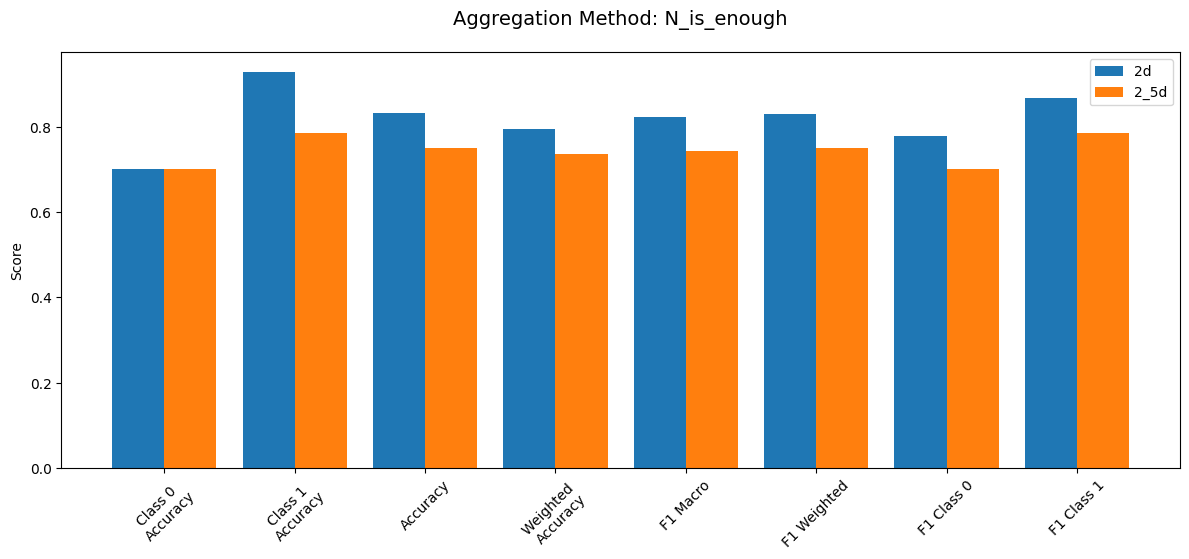 Aggregation Method: N_is_enough
2d
2_5d
Score
0.8
0.6
0.4
0.2
0.0
Class 0
Accuracy
Class 1
Accuracy
Accuracy
Weighted
Accuracy
F1 Macro
F1 Weighted
F1 Class 0
F1 Class 1